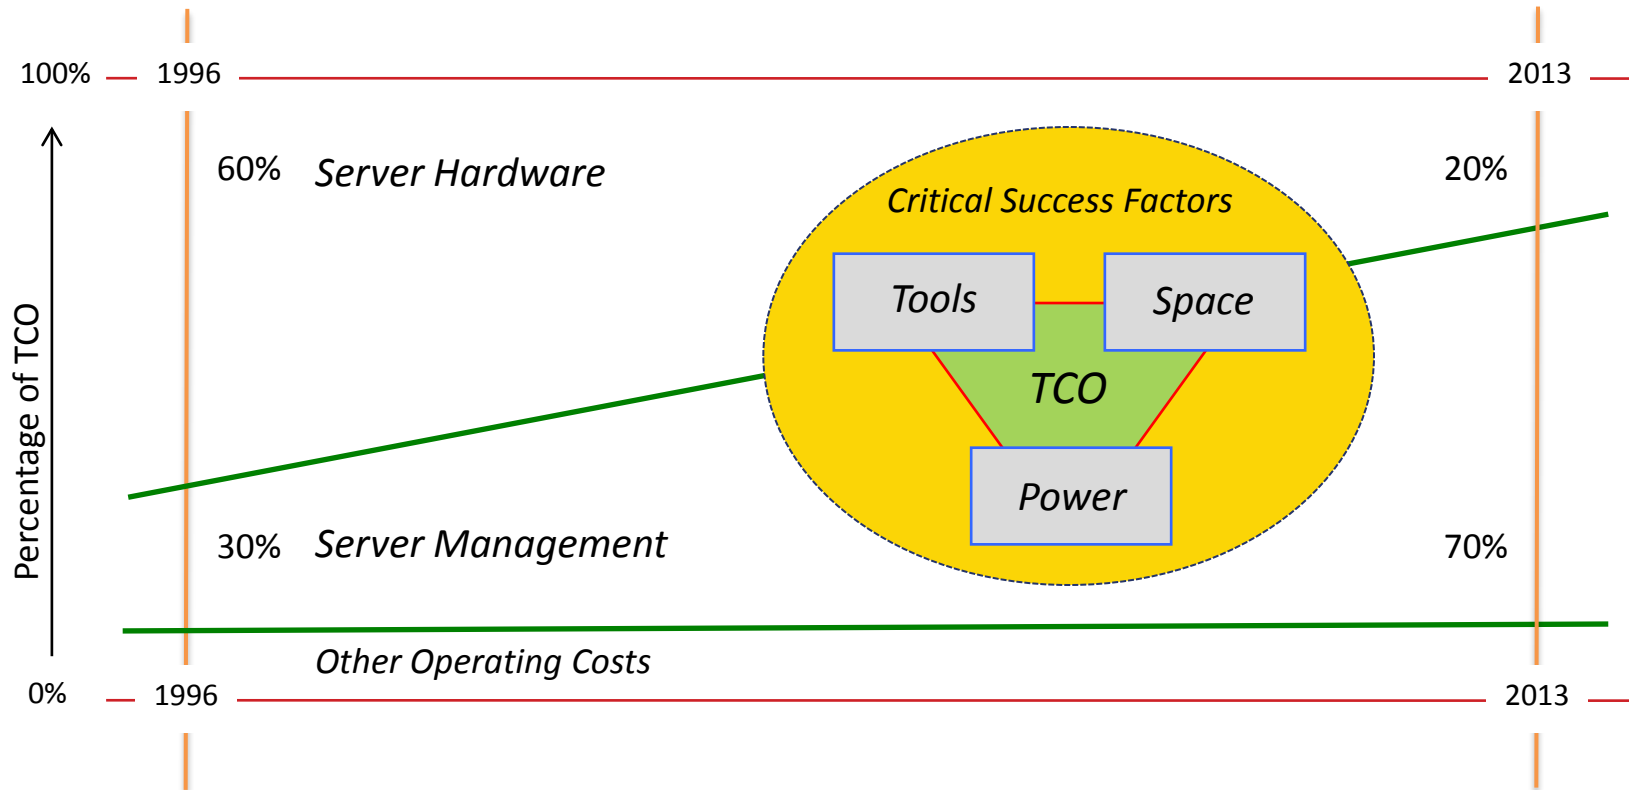 100%
1996
2013
60%
Server Hardware
20%
Critical Success Factors
Tools
Space
TCO
Power
Percentage of TCO
30%
Server Management
70%
Other Operating Costs
0%
1996
2013